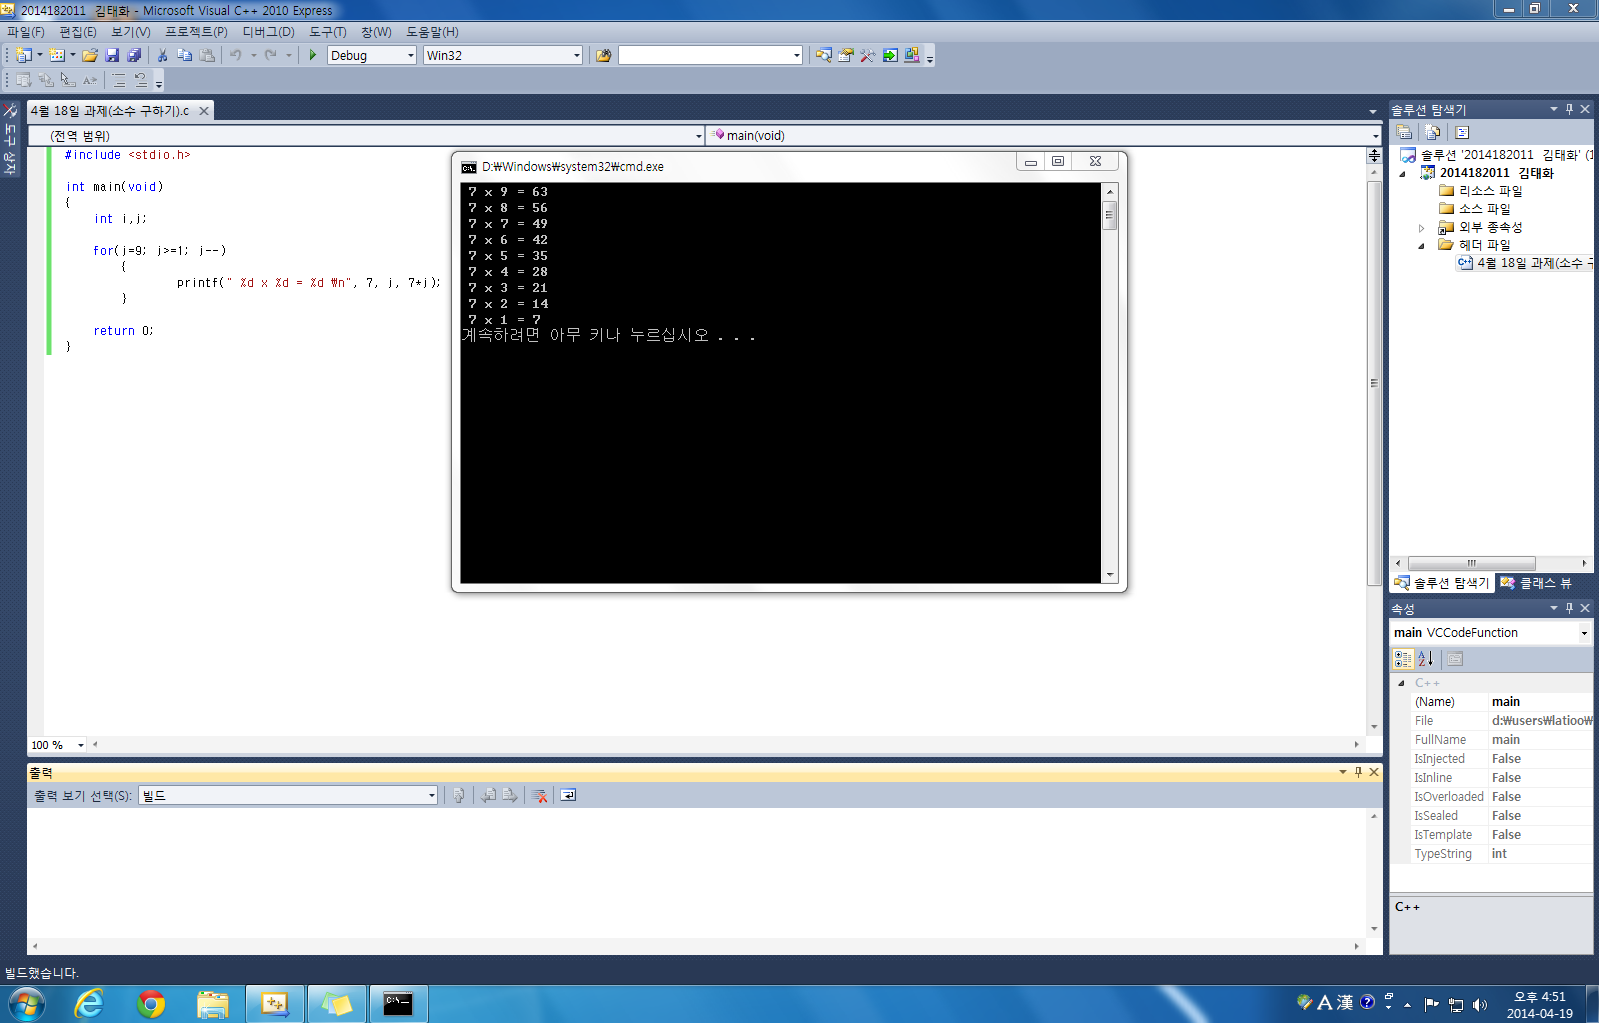 2014182011 김태화 - Microsoft Visual C++ 2010 Express
파일(F) 편집(E) 보기(V) 프로젝트(P) 디버그(D) 도구(T) 창(W) 도움말(H)
Debug
Win32
도구 상자
4월 18일 과제(소수 구하기).c
(전역 범위)
main(void)
#include <stdio.h>
int main(void)
{
int i,j;
for(j=9; j>=1; j--)
{
printf(" %d x %d = %d ₩n", 7, j, 7*j);
}
return 0;
}
100 %
D:₩Windows₩system32₩cmd.exe
7 x 9 = 63
7 x 8 = 56
7 x 7 = 49
7 x 6 = 42
7 x 5 = 35
7 x 4 = 28
7 x 3 = 21
7 x 2 = 14
7 x 1 = 7
계속하려면 아무 키나 누르십시오 . . .
솔루션 탐색기
솔루션 '2014182011 김태화' (1
2014182011 김태화
리소스 파일
소스 파일
외부 종속성
헤더 파일
4월 18일 과제(소수 구
솔루션 탐색기
클래스 뷰
속성
main VCCodeFunction
C++
(Name) main
File d:₩users₩latioo₩
FullName main
IsInjected False
IsInline False
IsOverloaded False
IsSealed False
IsTemplate False
TypeString int
C++
출력
출력 보기 선택(S): 빌드
빌드했습니다.
A 漢
오후 4:51
2014-04-19